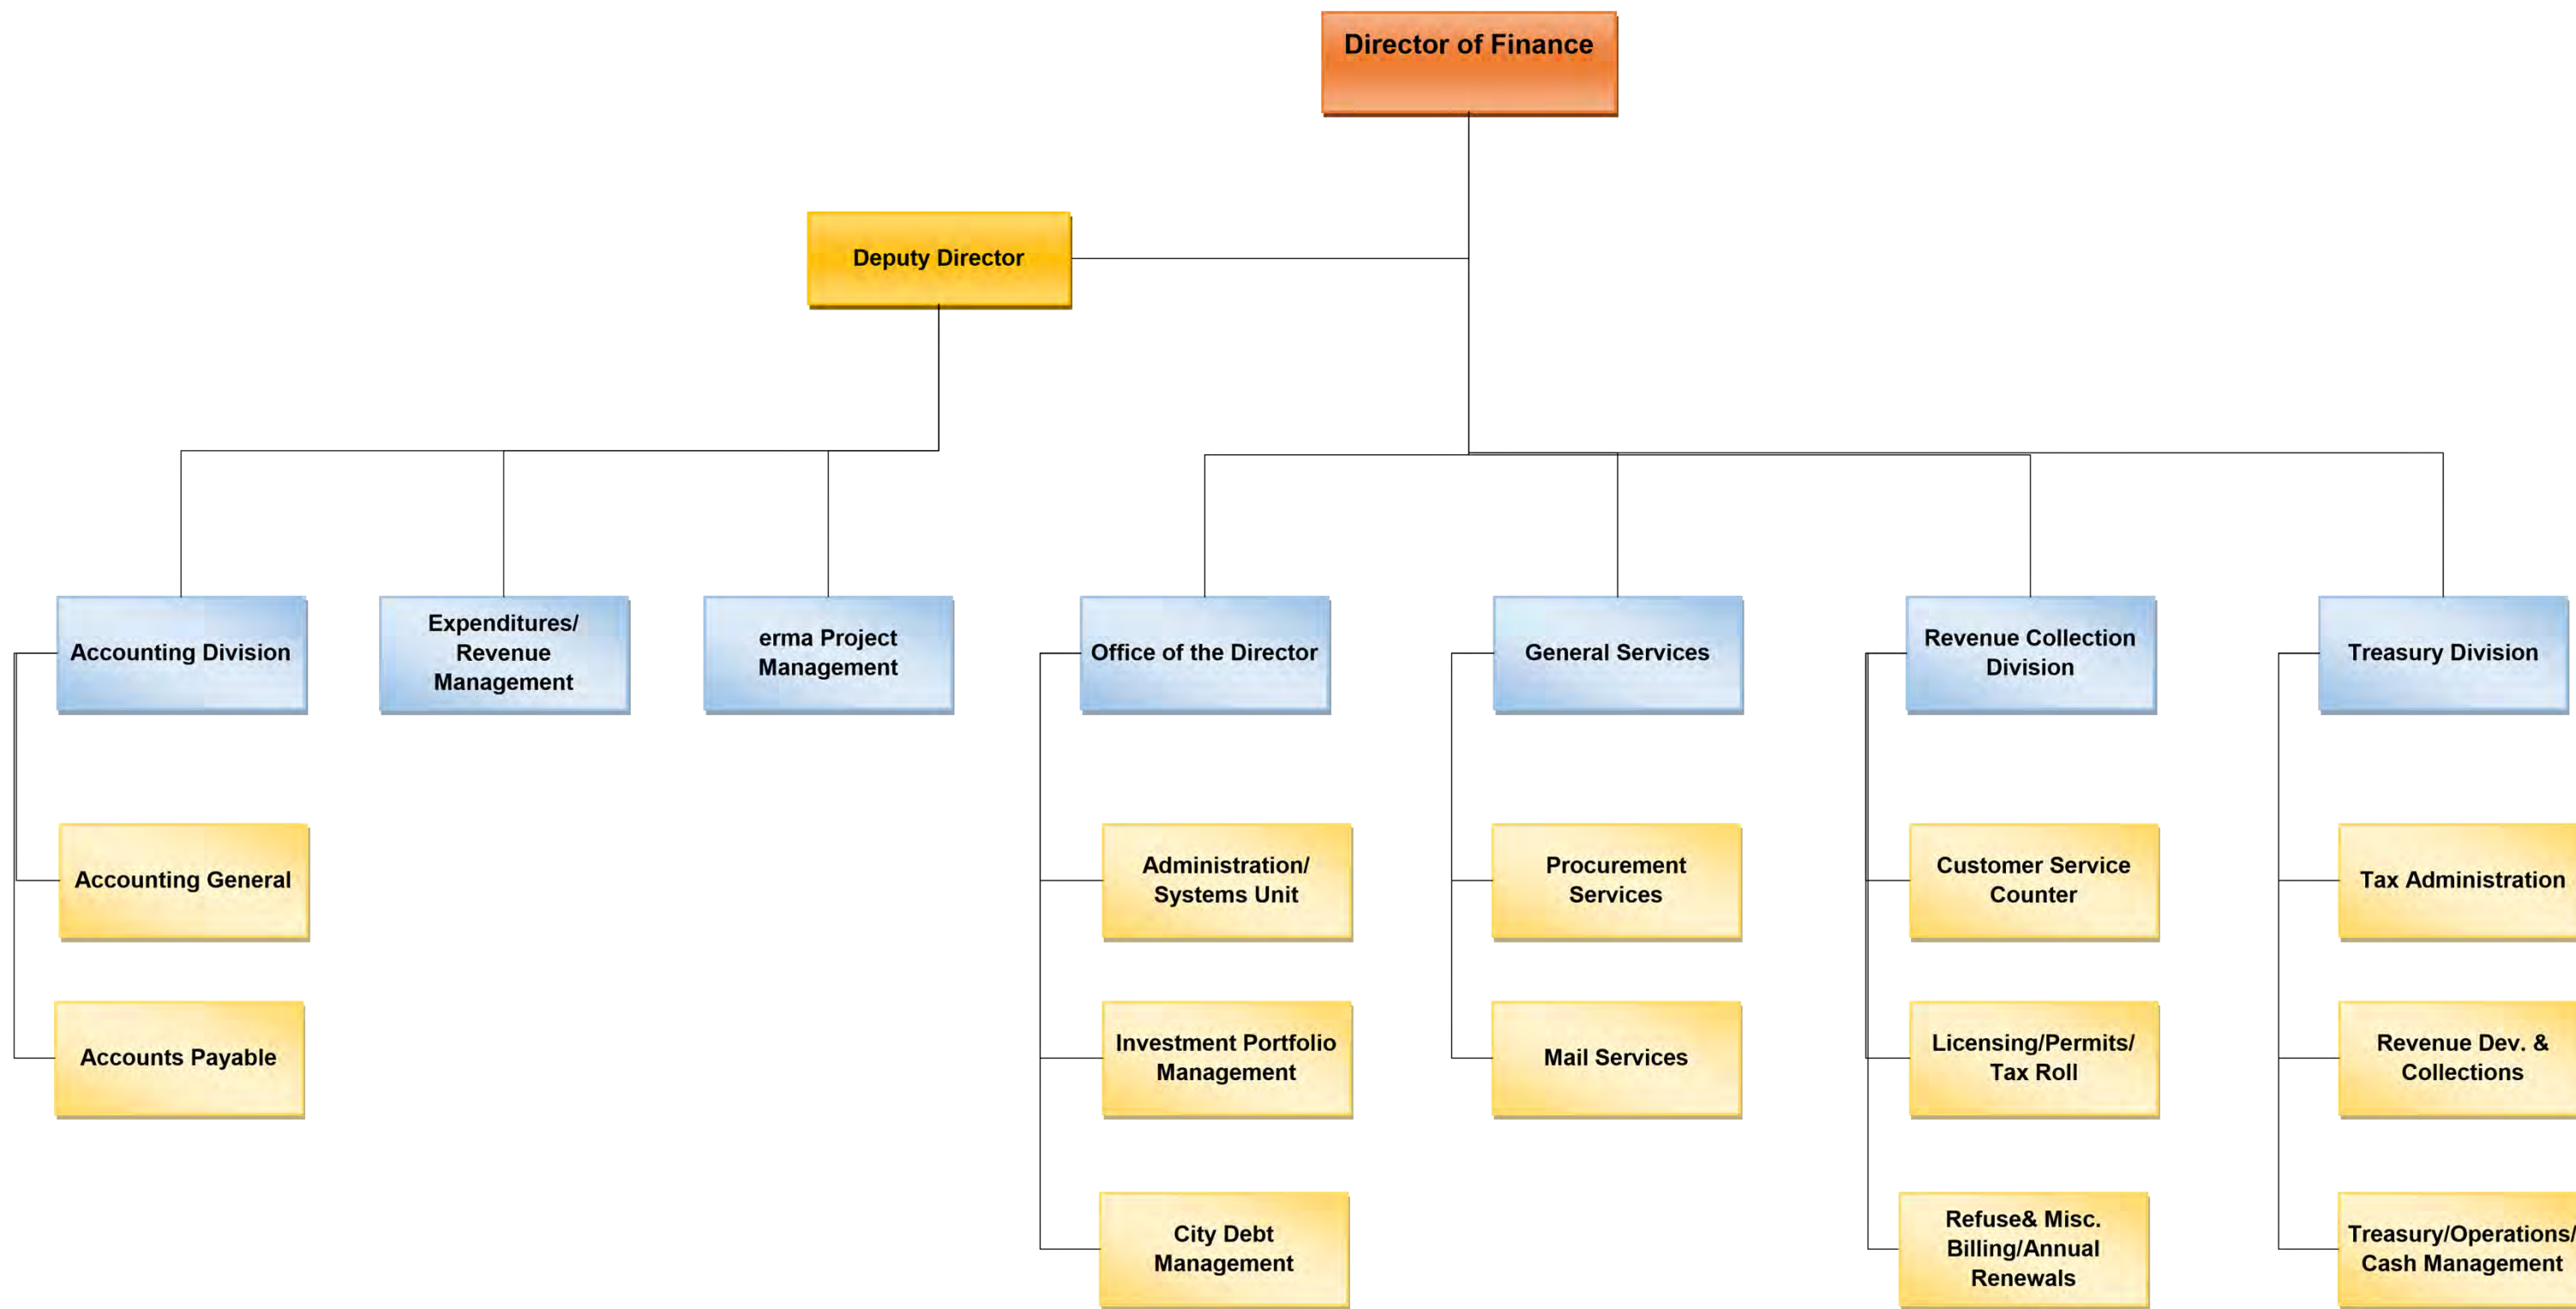 Director of Finance
Deputy Director
Accounting Division
Expenditures/
Revenue
Management
erma Project
Management
Office of the Director
General Services
Revenue Collection
Division
Treasury Division
Accounting General
Administration/
Systems Unit
Procurement
Services
Customer Service
Counter
Tax Administration
Accounts Payable
Investment Portfolio
Management
Mail Services
Licensing/Permits/
Tax Roll
Revenue Dev. &
Collections
City Debt
Management
Refuse& Misc.
Billing/Annual
Renewals
Treasury/Operations/
Cash Management